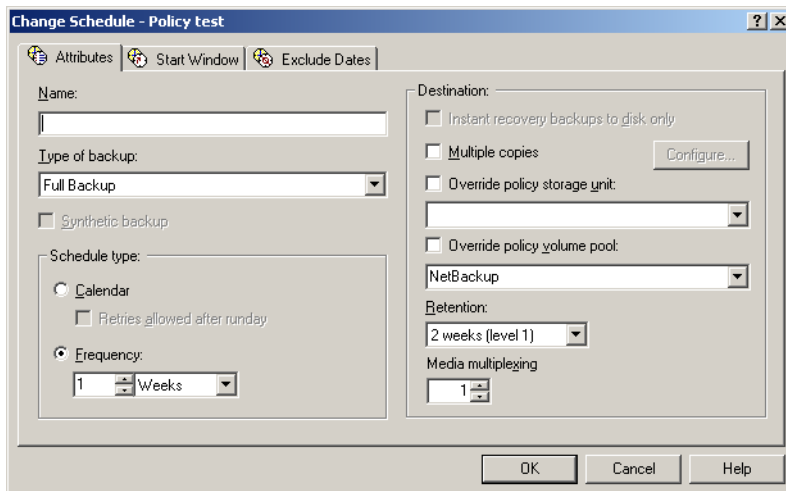 Change Schedule - Policy test
Attributes
Start Window
Exclude Dates
Name:
Type of backup:
Full Backup
Synthetic backup
Schedule type:
Calendar
Retries allowed after runday
Frequency:
1 Weeks
Destination:
Instant recovery backups to disk only
Multiple copies
Configure...
Override policy storage unit:
Override policy volume pool:
NetBackup
Retention:
2 weeks (level 1)
Media multiplexing
1
OK
Cancel
Help